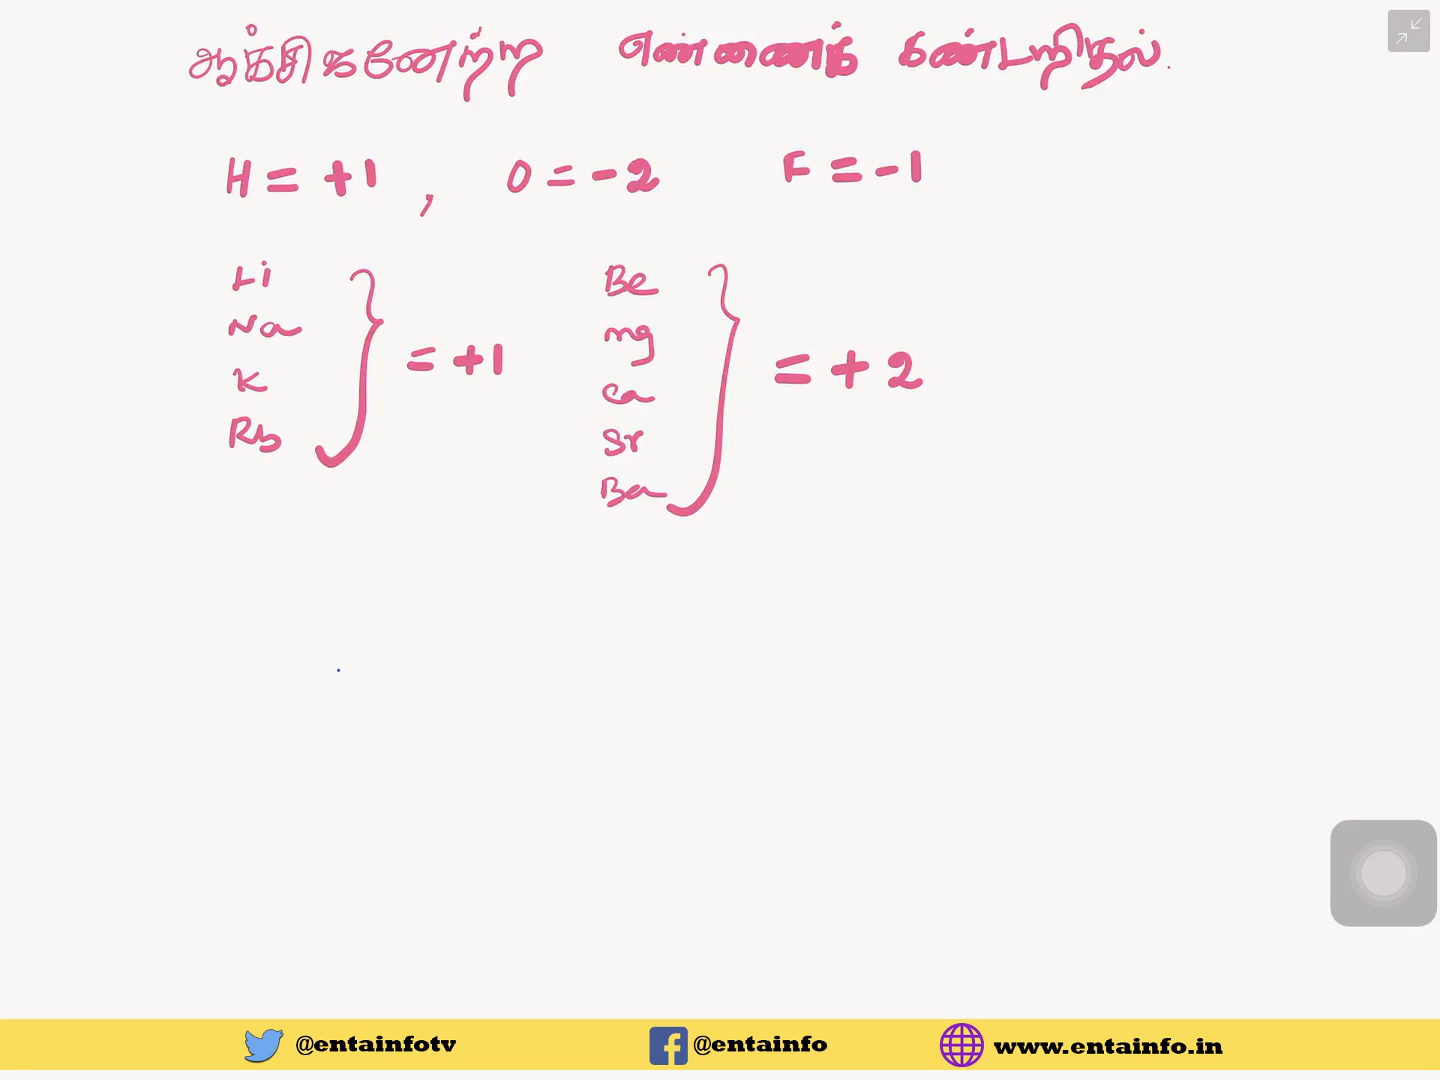 ஆக்சிஜனேற்ற எண்ணைக் கண்டறிதல்.
H = +1 , O = -2 F = -1
Li
Na
K
Rb
= +1
Be
mg
Ca
Sr
Ba
= + 2
@entainfotv @entainfo www.entainfo.in